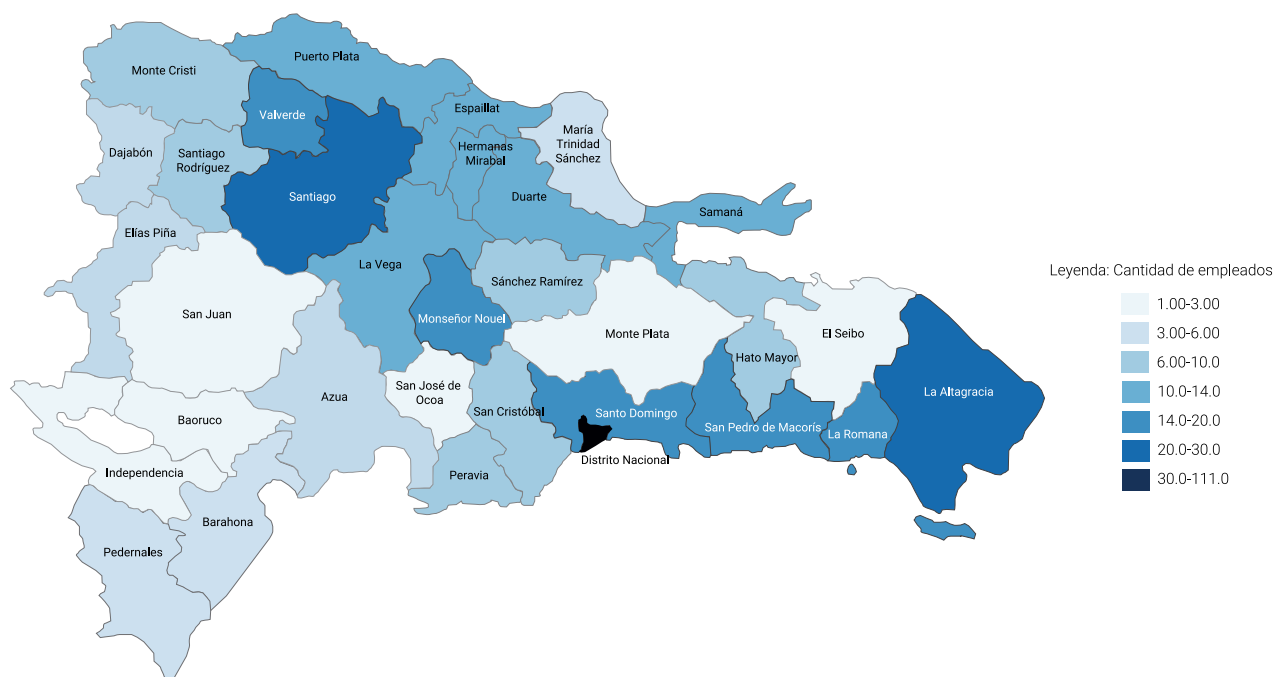 Puerto Plata
Monte Cristi
Espaillat
Valverde
María
Trinidad
Sánchez
Dajabón
Santiago
Rodríguez
Hermanas
Mirabal
Santiago
Duarte
Samaná
Elías Piña
La Vega
Sánchez Ramírez
San Juan
Monseñor Nouel
Monte Plata
El Seibo
Hato Mayor
San José de
Ocoa
La Altagracia
Azua
San Cristóbal
Santo Domingo
Baoruco
San Pedro de Macorís
La Romana
Distrito Nacional
Independencia
Peravia
Barahona
Pedernales
Leyenda: Cantidad de empleados
1.00-3.00
3.00-6.00
6.00-10.0
10.0-14.0
14.0-20.0
20.0-30.0
30.0-111.0